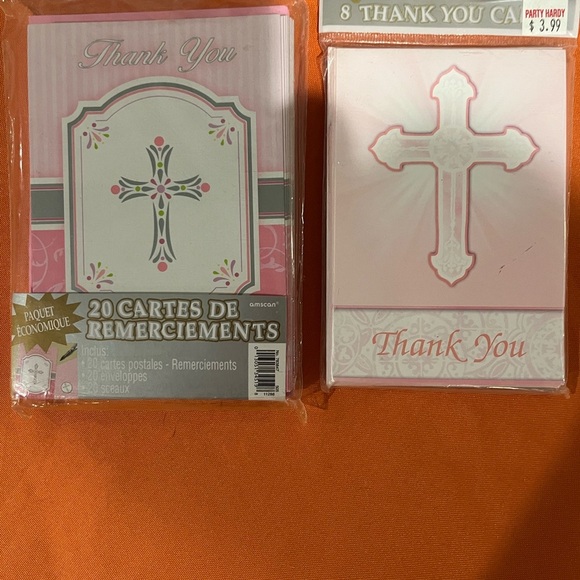 Thank You
PAQUET
ÉCONOMIQUE
amscan
20 CARTES DE
REMERCIEMENTS
Inclus:
cartes postales - Remerciements
enveloppes
sceaux
8 THANK YOU CA
PARTY HARDY
$ 3.99
Thank You